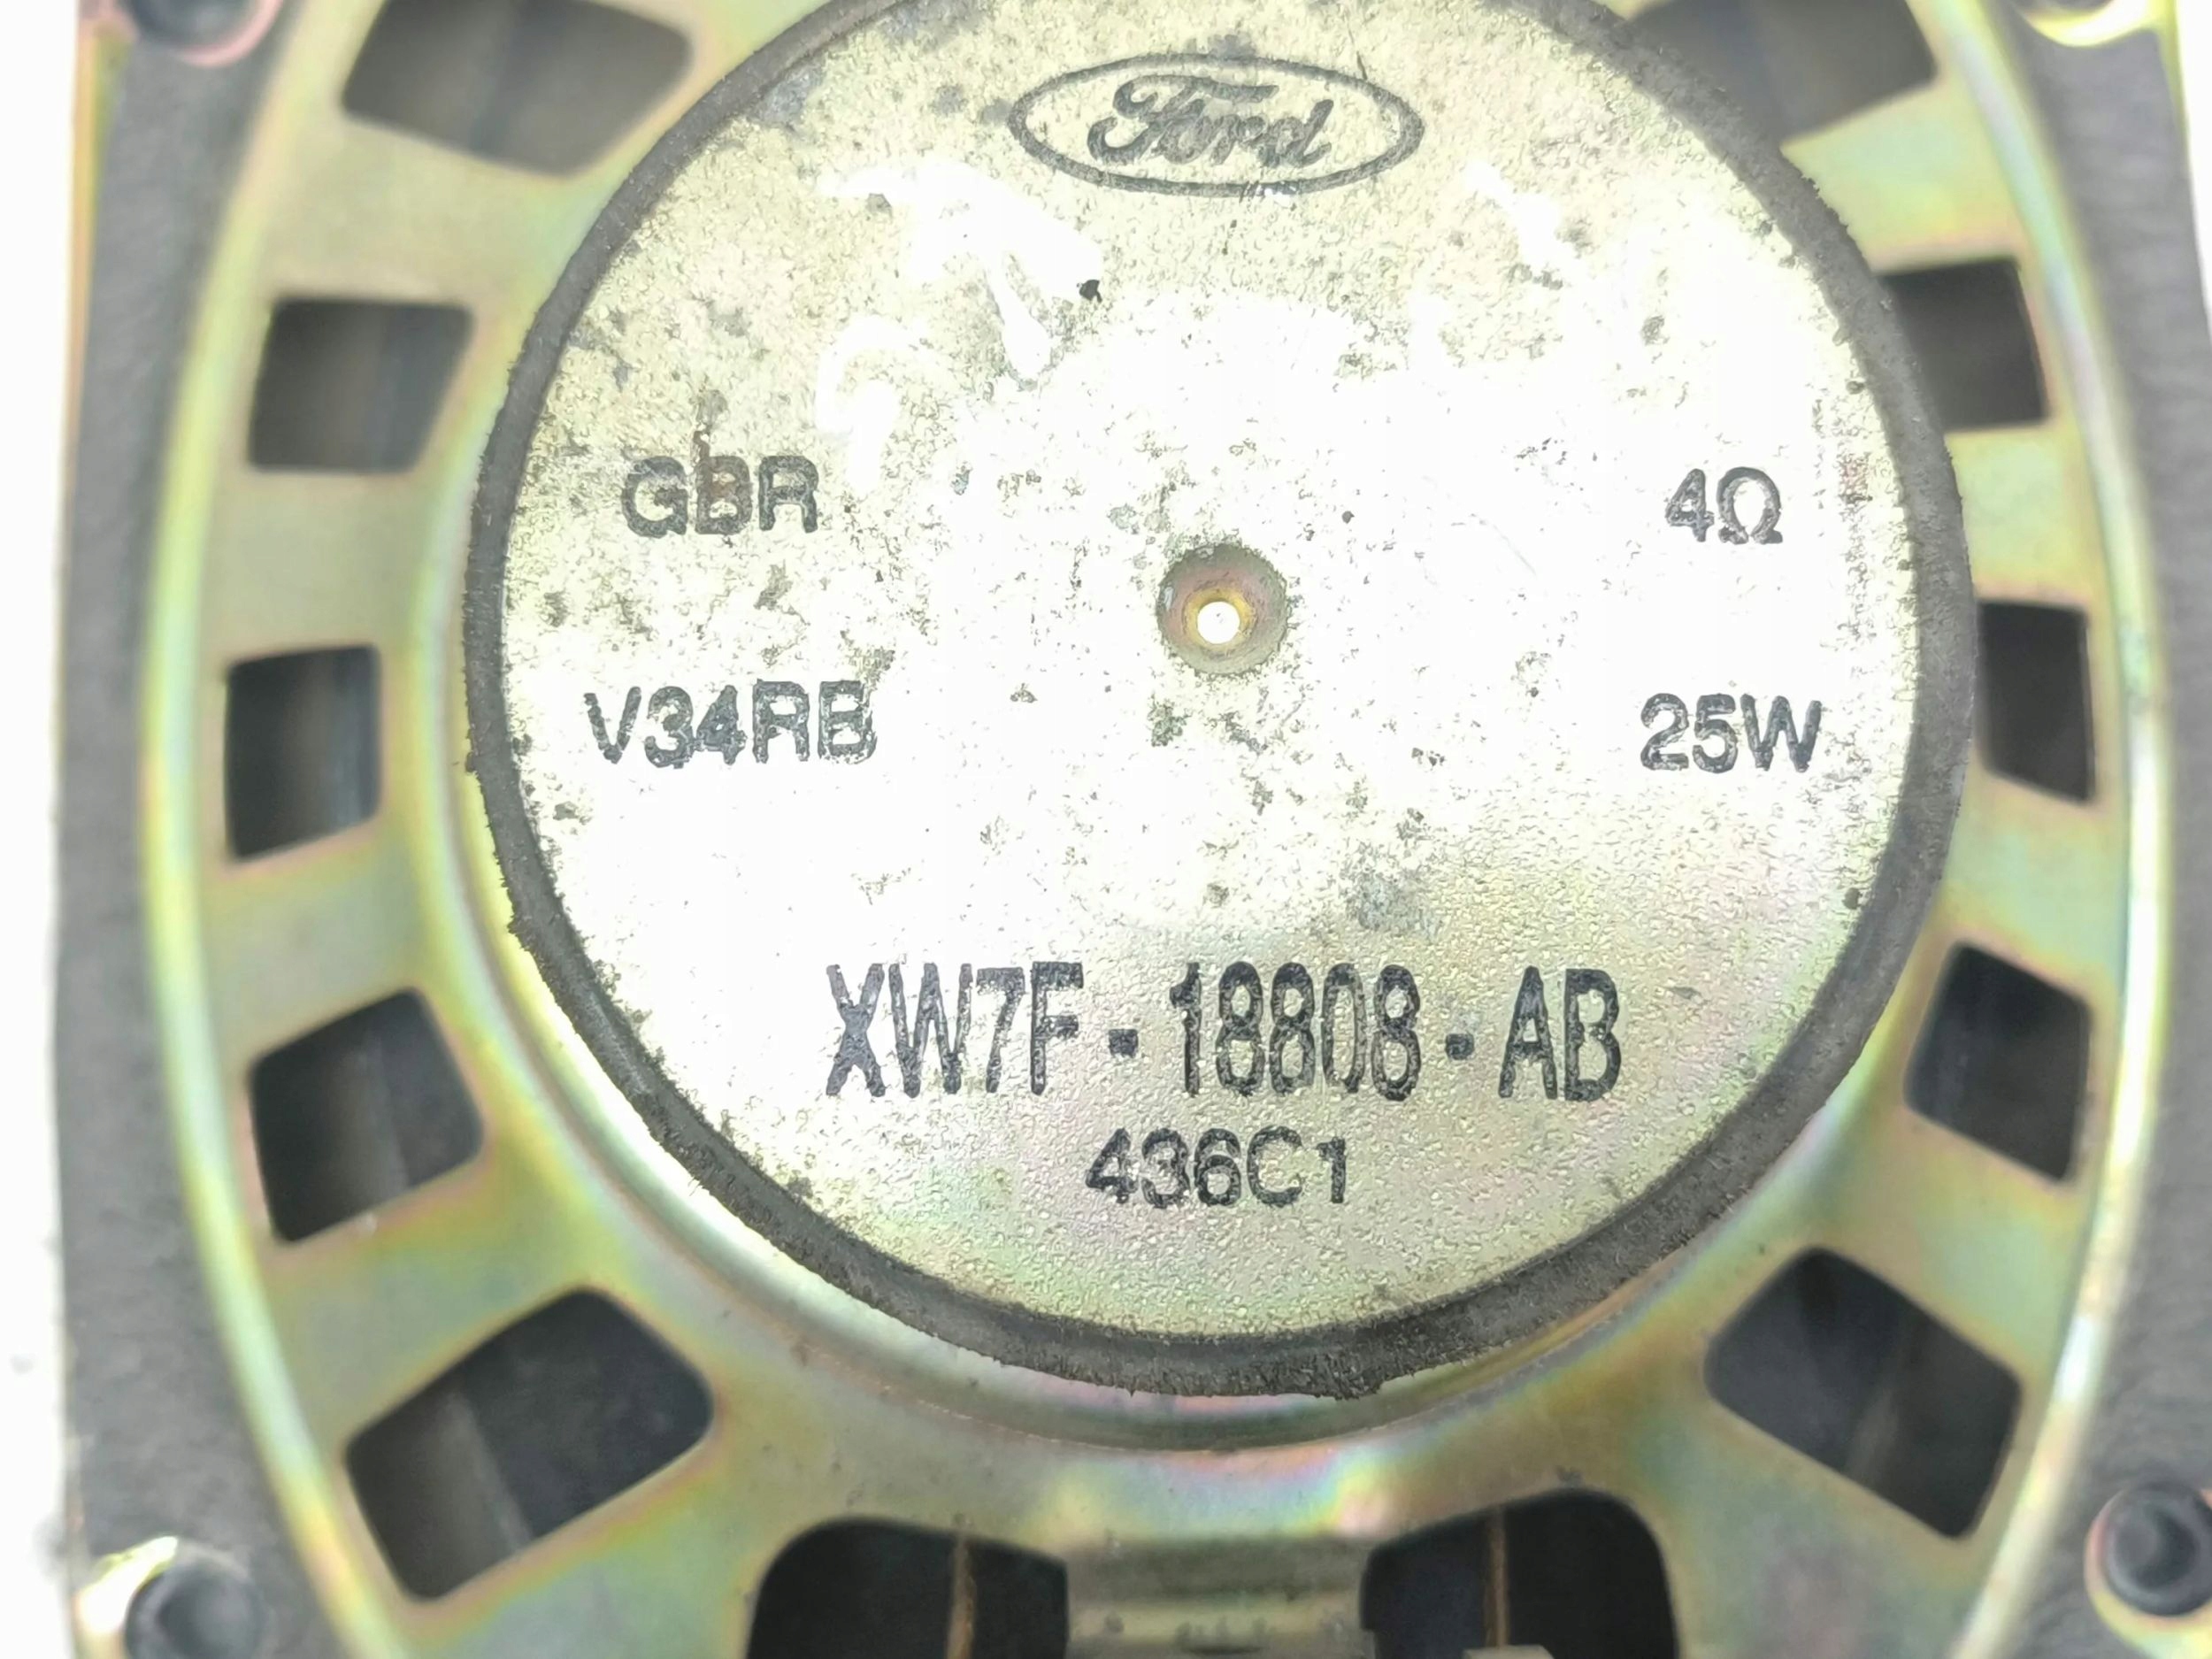 Ford
GBR 4Ω
V34RB 25W
XW7F - 18808 - AB
436C1